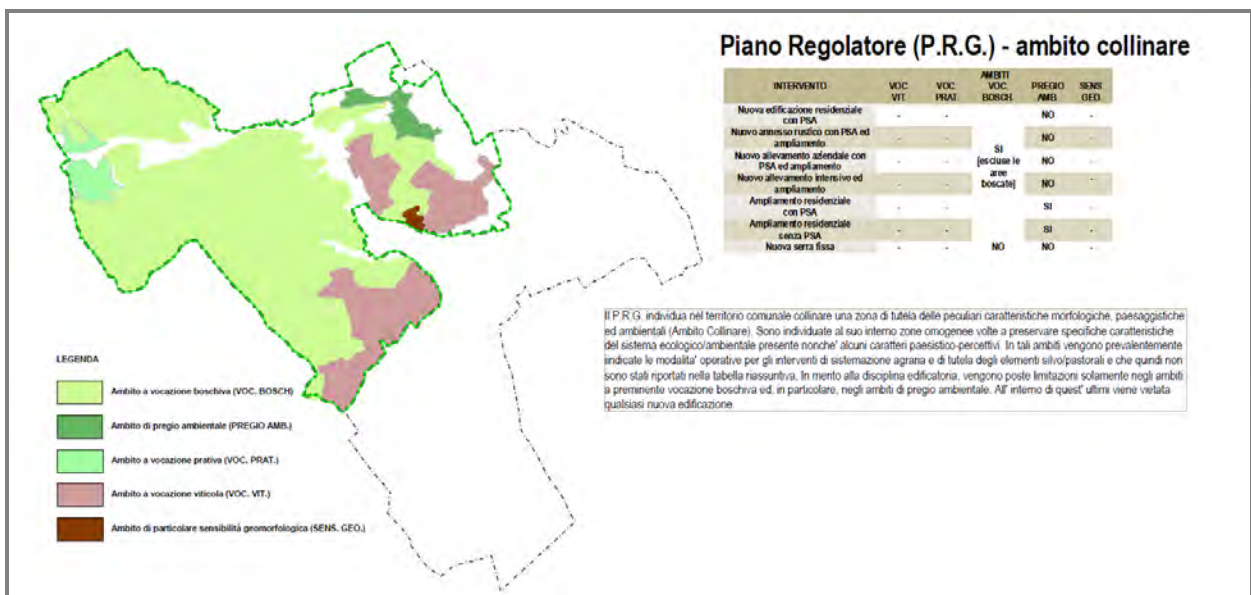 Piano Regolatore (P.R.G.) - ambito collinare
INTERVENTO VOC. VIT. VOC. PRAT. AMBITI VOC. BOSCH. PREGIO AMB. SENS. GEO.
Nuova edificazione residenziale con PSA - - NO -
Nuovo annesso rustico con PSA ed ampliamento - - NO -
Nuovo allevamento aziendale con PSA ed ampliamento - - NO -
Nuovo allevamento intensivo ed ampliamento - - NO -
SI [escluse le aree boscate]
Ampliamento residenziale con PSA - - SI -
Ampliamento residenziale senza PSA - - SI -
Nuova serra fissa - - NO NO -
Il P.R.G. individua nel territorio comunale collinare una zona di tutela delle peculiari caratteristiche morfologiche, paesaggistiche
ed ambientali (Ambito Collinare). Sono individuate al suo interno zone omogenee volte a preservare specifiche caratteristiche
del sistema ecologico/ambientale presente nonche' alcuni caratteri paesistico-percettivi. In tali ambiti vengono prevalentemente
indicate le modalita' operative per gli interventi di sistemazione agraria e di tutela degli elementi silvo/pastorali e che quindi non
sono stati riportati nella tabella riassuntiva. In merito alla disciplina edificatoria, vengono poste limitazioni solamente negli ambiti
a preminente vocazione boschiva ed, in particolare, negli ambiti di pregio ambientale. All' interno di quest' ultimi viene vietata
qualsiasi nuova edificazione.
LEGENDA
Ambito a vocazione boschiva (VOC. BOSCH)
Ambito di pregio ambientale (PREGIO AMB.)
Ambito a vocazione prativa (VOC. PRAT.)
Ambito a vocazione viticola (VOC. VIT.)
Ambito di particolare sensibilità geomorfologica (SENS. GEO.)